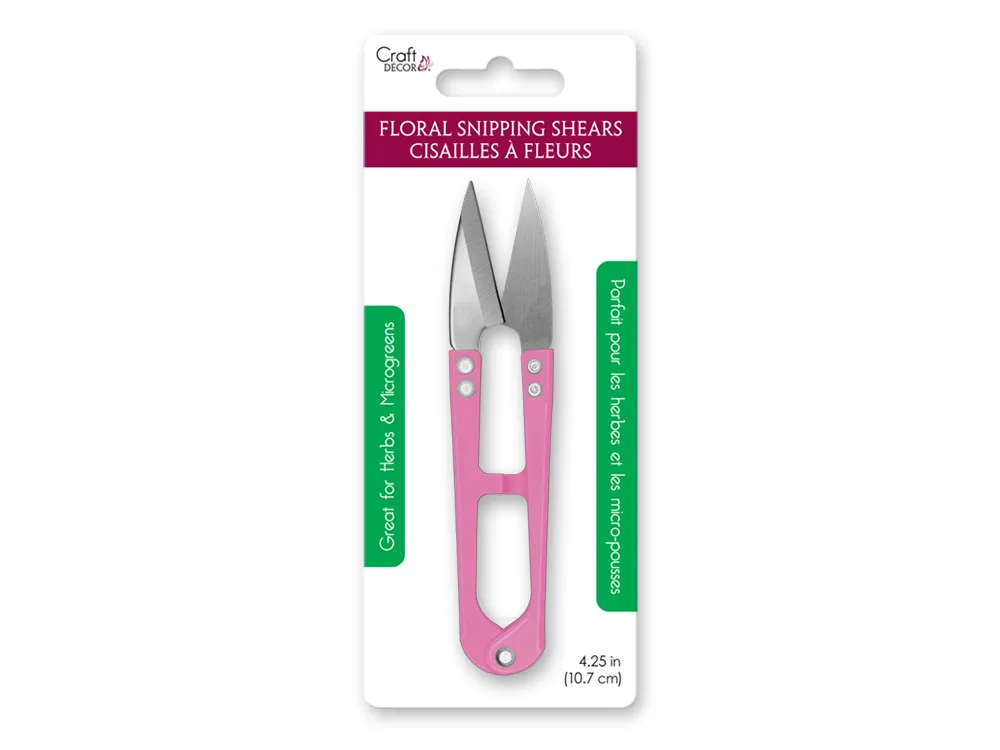 Craft
DECOR
FLORAL SNIPPING SHEARS
CISAILLES À FLEURS
Great for Herbs & Microgreens
Parfait pour les herbes et les micro-pousses
4.25 in
(10.7 cm)